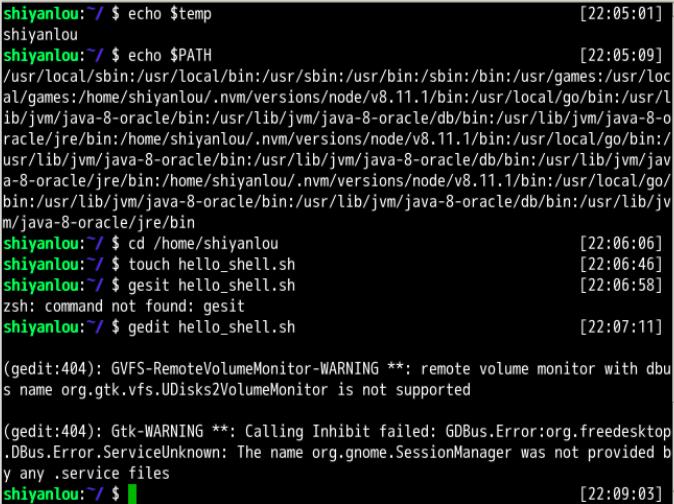 shiyanlou:~/ $ echo $temp [22:05:01]
shiyanlou
shiyanlou:~/ $ echo $PATH [22:05:09]
/usr/local/sbin:/usr/local/bin:/usr/sbin:/usr/bin:/sbin:/bin:/usr/games:/usr/loc
al/games:/home/shiyanlou/.nvm/versions/node/v8.11.1/bin:/usr/local/go/bin:/usr/l
ib/jvm/java-8-oracle/bin:/usr/lib/jvm/java-8-oracle/db/bin:/usr/lib/jvm/java-8-o
racle/jre/bin:/home/shiyanlou/.nvm/versions/node/v8.11.1/bin:/usr/local/go/bin:/
usr/lib/jvm/java-8-oracle/bin:/usr/lib/jvm/java-8-oracle/db/bin:/usr/lib/jvm/jav
a-8-oracle/jre/bin:/home/shiyanlou/.nvm/versions/node/v8.11.1/bin:/usr/local/go/
bin:/usr/lib/jvm/java-8-oracle/bin:/usr/lib/jvm/java-8-oracle/db/bin:/usr/lib/jv
m/java-8-oracle/jre/bin
shiyanlou:~/ $ cd /home/shiyanlou [22:06:06]
shiyanlou:~/ $ touch hello_shell.sh [22:06:46]
shiyanlou:~/ $ gesit hello_shell.sh [22:06:58]
zsh: command not found: gesit
shiyanlou:~/ $ gedit hello_shell.sh [22:07:11]
(gedit:404): GVFS-RemoteVolumeMonitor-WARNING **: remote volume monitor with dbu
s name org.gtk.vfs.UDisks2VolumeMonitor is not supported
(gedit:404): Gtk-WARNING **: Calling Inhibit failed: GDBus.Error:org.freedesktop
.DBus.Error.ServiceUnknown: The name org.gnome.SessionManager was not provided b
y any .service files
shiyanlou:~/ $ [22:09:03]